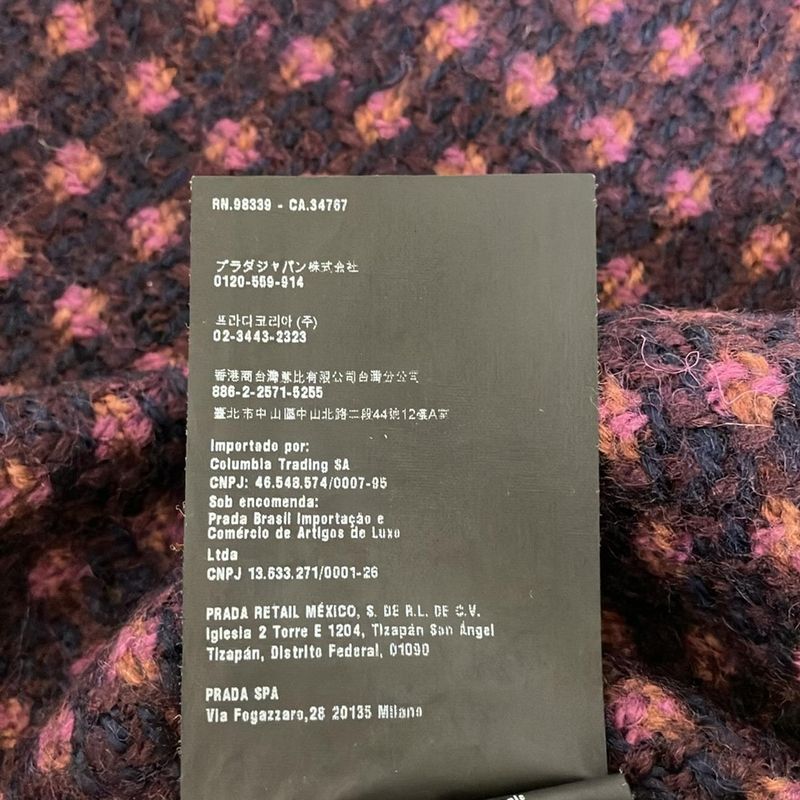 RN.98339 - CA.34767
プラダジャパン株式会社
0120-559-914
프라다코리아 (주)
02-3443-2323
香港商台灣慧比有限公司台灣分公司
886-2-2571-5255
臺北市中山區中山北路二段44號12樓A室
Importado por:
Columbia Trading SA
CNPJ: 46.548.574/0007-95
Sob encomenda:
Prada Brasil Importação e
Comércio de Artigos de Luxo
Ltda
CNPJ 13.633.271/0001-26
PRADA RETAIL MÉXICO, S. DE R.L. DE C.V.
Iglesia 2 Torre E 1204, Tizapán San Ángel
Tizapán, Distrito Federal, 01090
PRADA SPA
Via Fogazzaro,28 20135 Milano